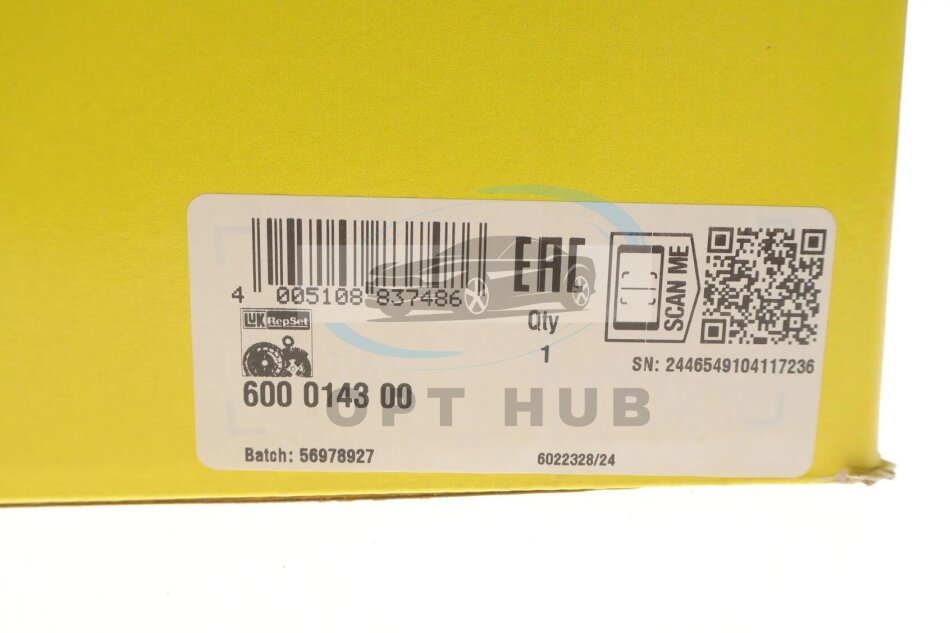 4 005108 837486
EAC
SCAN ME
Qty
1
LuK RepSet
SN: 2446549104117236
600 0143 00
OPT HUB
Batch: 56978927
6022328/24